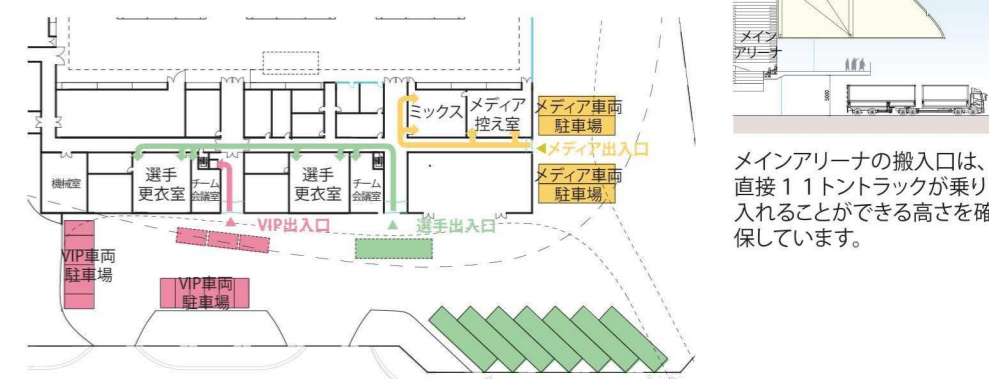 ミックス
メディア
控え室
メディア車両
駐車場
メディア出入口
メディア車両
駐車場
機械室
選手
更衣室
チーム
会議室
選手
更衣室
チーム
会議室
VIP出入口
選手出入口
VIP車両
駐車場
VIP車両
駐車場
メイン
アリーナ
5000
メインアリーナの搬入口は、
直接11トントラックが乗り
入れることができる高さを確
保しています。